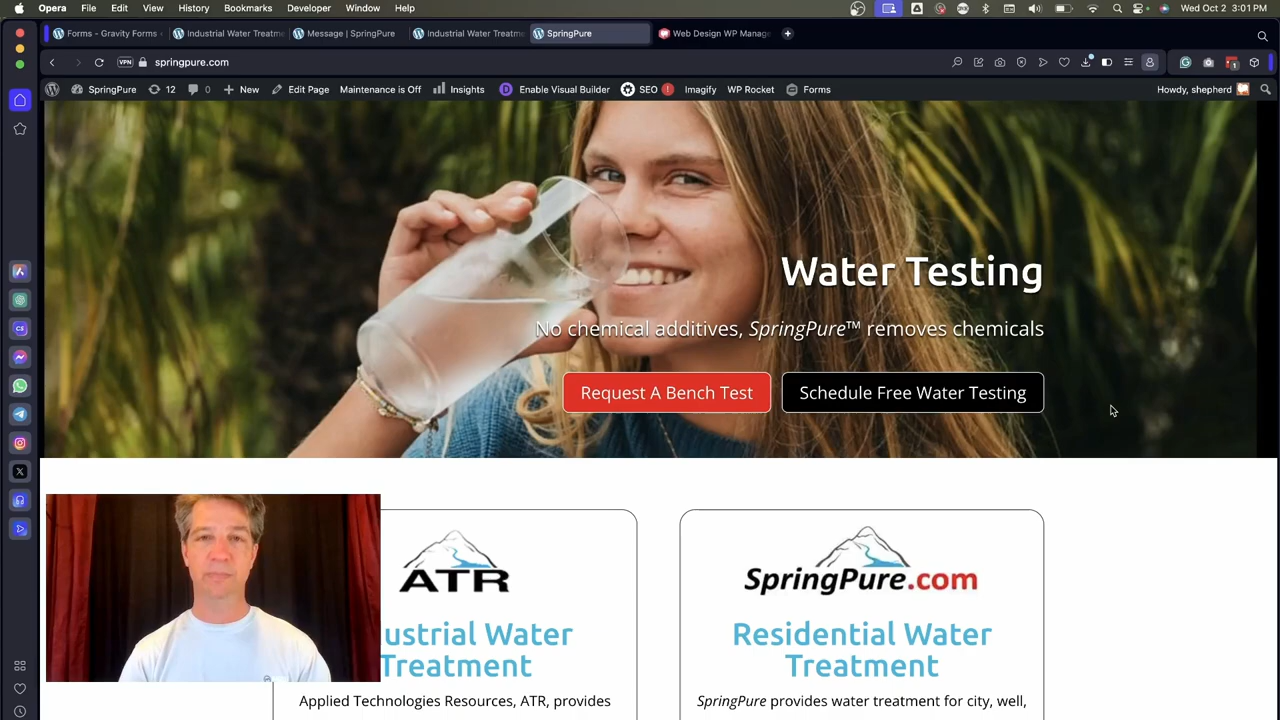 Opera File Edit View History Bookmarks Developer Window Help Wed Oct 2 3:01 PM
Forms - Gravity Forms Industrial Water Treatm Message | SpringPure Industrial Water Treatm SpringPure Web Design WP Manage
VPN springpure.com
SpringPure 12 0 New Edit Page Maintenance is Off Insights Enable Visual Builder SEO ! Imagify WP Rocket Forms Howdy, shepherd
Water Testing
No chemical additives, SpringPure™ removes chemicals
Request A Bench Test Schedule Free Water Testing
ATR
ustrial Water
Treatment
Applied Technologies Resources, ATR, provides
SpringPure.com
Residential Water
Treatment
SpringPure provides water treatment for city, well,